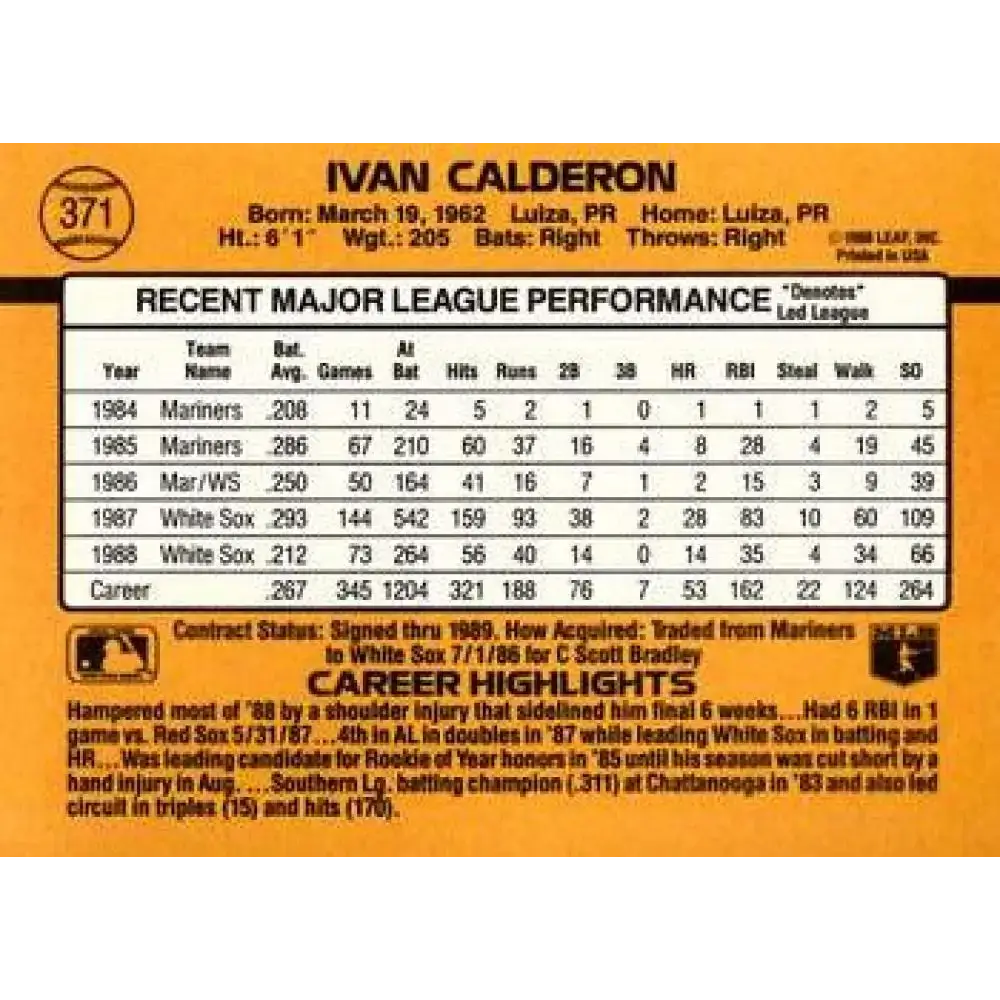 371
IVAN CALDERON
Born: March 19, 1962 Luiza, PR Home: Luiza, PR
Ht.: 6'1" Wgt.: 205 Bats: Right Throws: Right
© 1988 LEAF, INC.
Printed in USA
RECENT MAJOR LEAGUE PERFORMANCE "Denotes" Led League
Year Team Name Bat. Avg. Games At Bat Hits Runs 2B 3B HR RBI Steal Walk SO
1984 Mariners .208 11 24 5 2 1 0 1 1 1 2 5
1985 Mariners .286 67 210 60 37 16 4 8 28 4 19 45
1986 Mar/WS .250 50 164 41 16 7 1 2 15 3 9 39
1987 White Sox .293 144 542 159 93 38 2 28 83 10 60 109
1988 White Sox .212 73 264 56 40 14 0 14 35 4 34 66
Career .267 345 1204 321 188 76 7 53 162 22 124 264
Contract Status: Signed thru 1989. How Acquired: Traded from Mariners
to White Sox 7/1/86 for C Scott Bradley
CAREER HIGHLIGHTS
Hampered most of '88 by a shoulder injury that sidelined him final 6 weeks...Had 6 RBI in 1
game vs. Red Sox 5/31/87...4th in AL in doubles in '87 while leading White Sox in batting and
HR...Was leading candidate for Rookie of Year honors in '85 until his season was cut short by a
hand injury in Aug. ...Southern Lg. batting champion (.311) at Chattanooga in '83 and also led
circuit in triples (15) and hits (170).